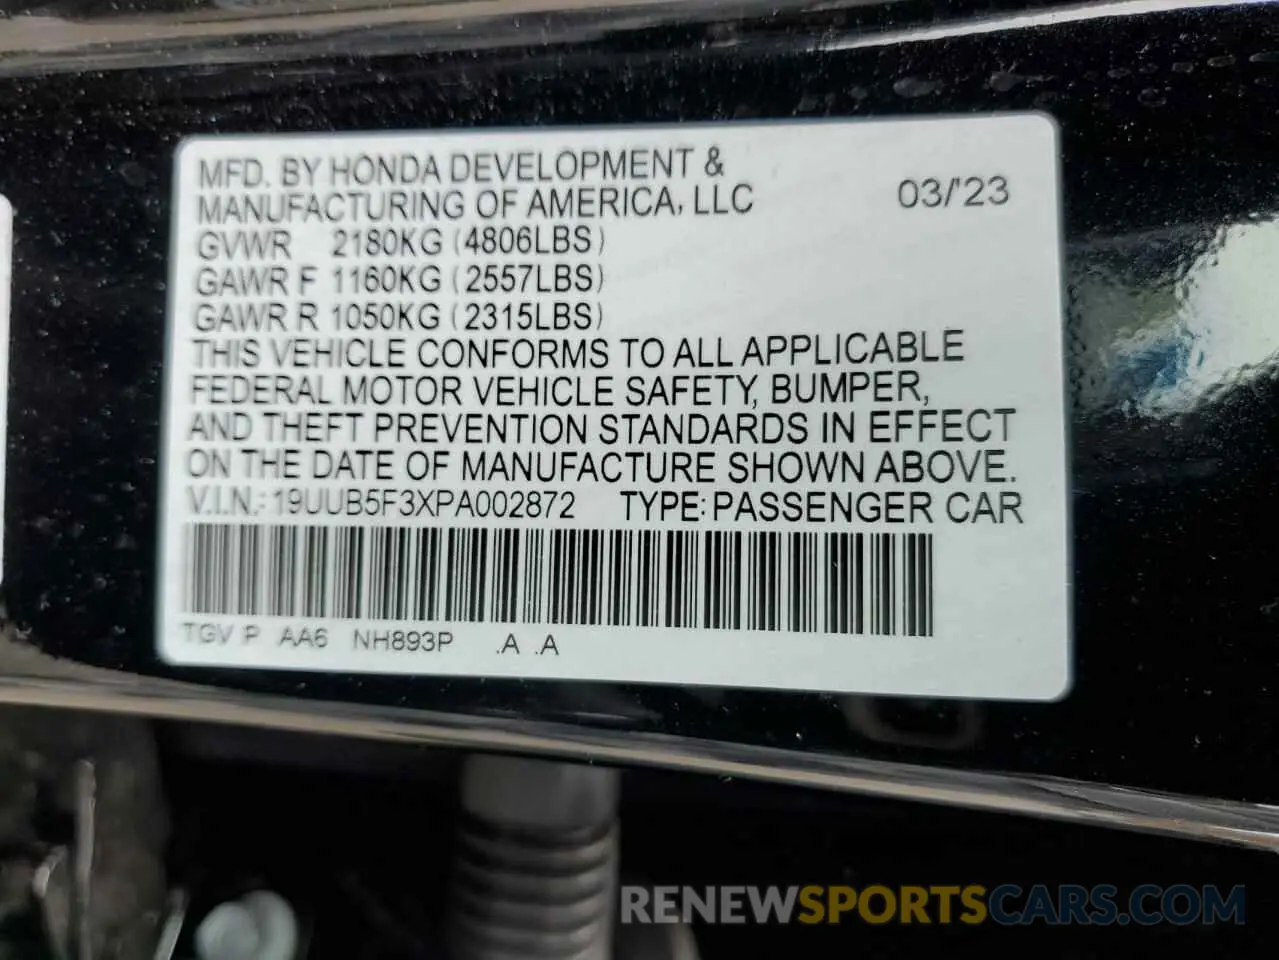 MFD. BY HONDA DEVELOPMENT &
MANUFACTURING OF AMERICA, LLC 03/'23
GVWR 2180KG (4806LBS)
GAWR F 1160KG (2557LBS)
GAWR R 1050KG (2315LBS)
THIS VEHICLE CONFORMS TO ALL APPLICABLE
FEDERAL MOTOR VEHICLE SAFETY, BUMPER,
AND THEFT PREVENTION STANDARDS IN EFFECT
ON THE DATE OF MANUFACTURE SHOWN ABOVE.
V.I.N.: 19UUB5F3XPA002872 TYPE: PASSENGER CAR
TGV P AA6 NH893P .A .A
RENEWSPORTSCARS.COM